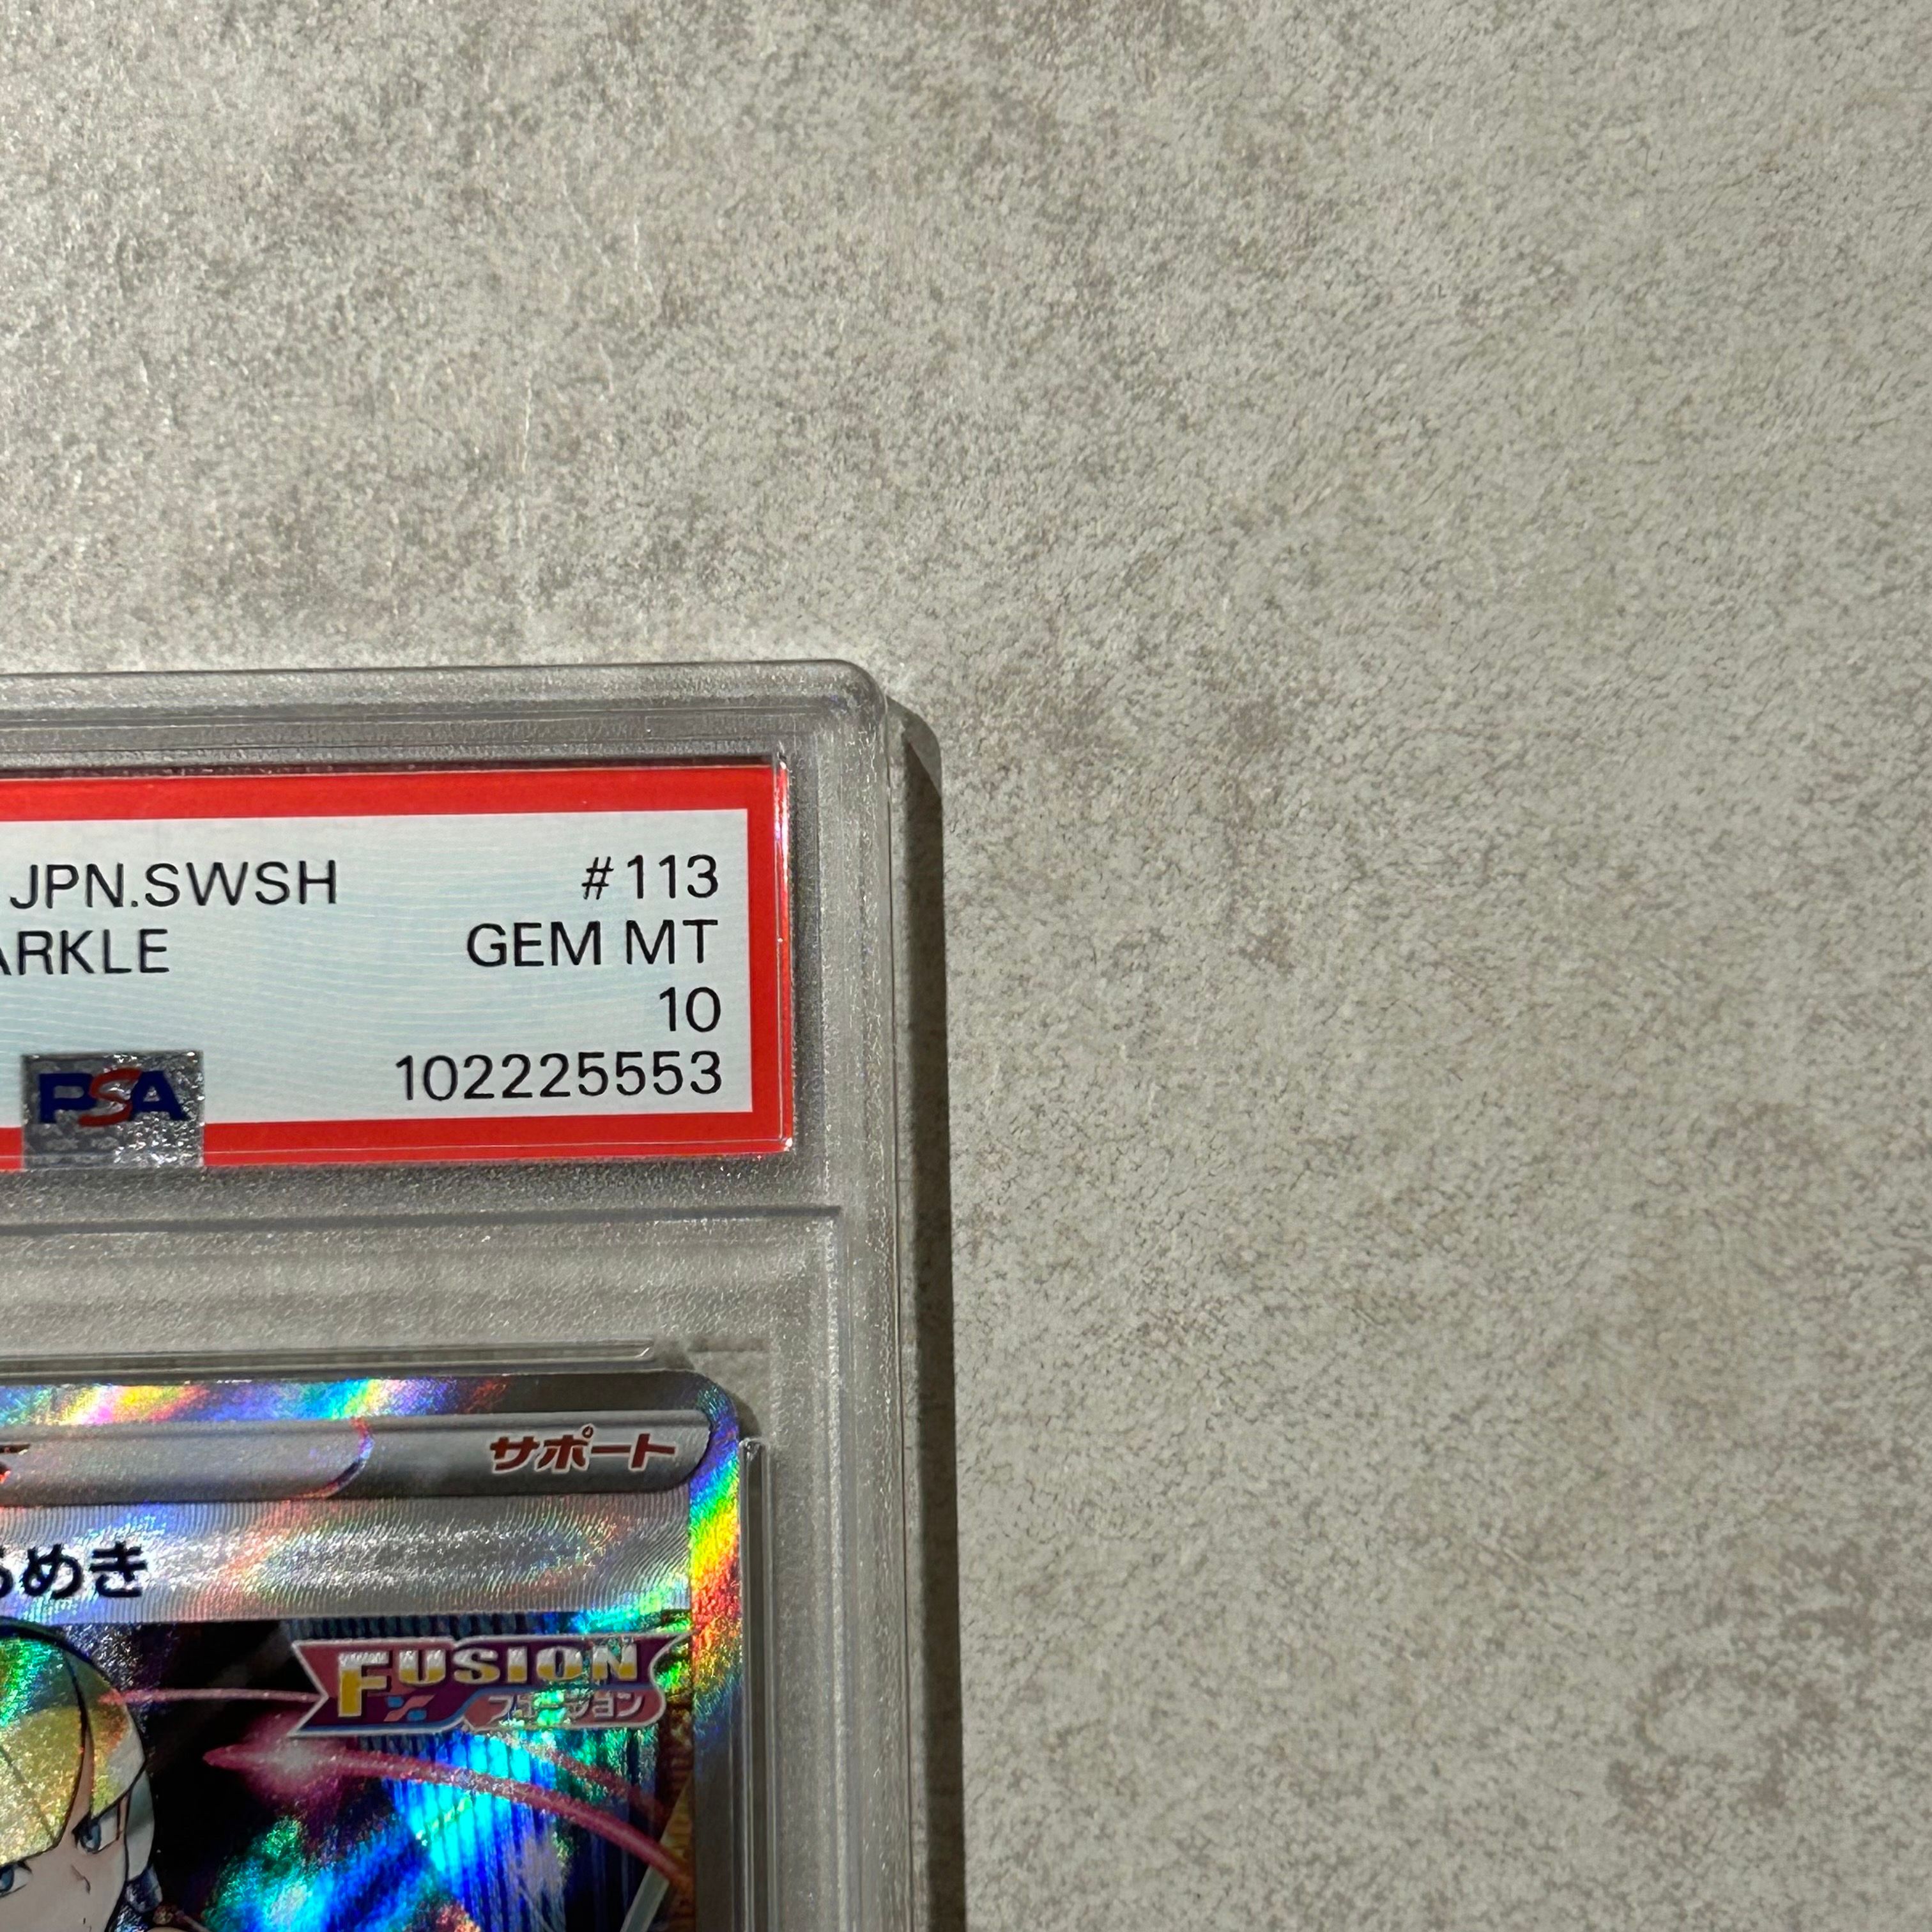 JPN.SWSH #113
ARKLE GEM MT
10
PSA 102225553
サポート
めき
FUSION
フュージョン